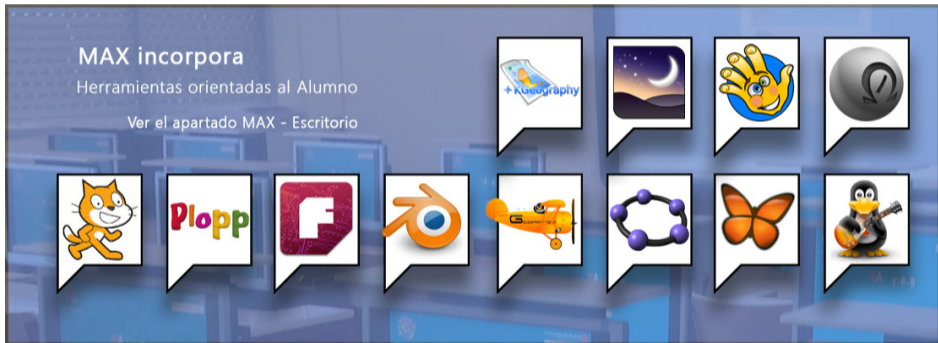 MAX incorpora
Herramientas orientadas al Alumno
Ver el apartado MAX - Escritorio
KGeography
Plopp
F